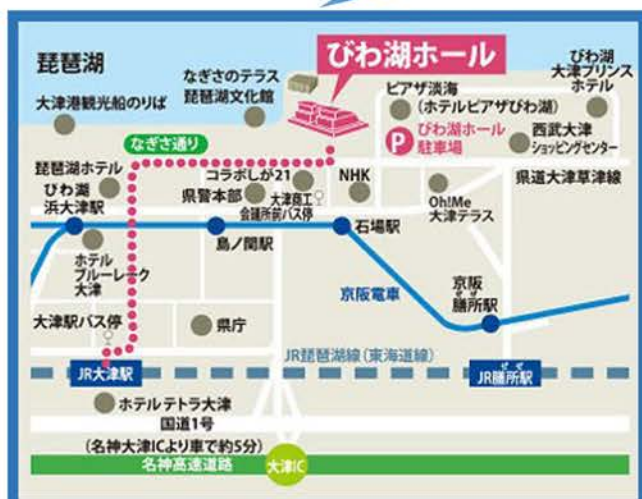 びわ湖ホール
琵琶湖
なぎさのテラス
琵琶湖文化館
大津港観光船のりば
びわ湖
大津プリンス
ホテル
ピアザ淡海
(ホテルピアザびわ湖)
P びわ湖ホール
駐車場
西武大津
ショッピングセンター
なぎさ通り
コラボしが21
琵琶湖ホテル
県警本部
大津商工
会議所前バス停
NHK
県道大津草津線
Oh!Me
大津テラス
びわ湖
浜大津駅
島ノ関駅
石場駅
ホテル
ブルーレーク
大津
京阪電車
京阪
膳所駅
ぜぜ
大津駅バス停
県庁
JR琵琶湖線(東海道線)
JR大津駅
JR膳所駅
ぜぜ
ホテルテトラ大津
国道1号
(名神大津ICより車で約5分)
名神高速道路
大津IC